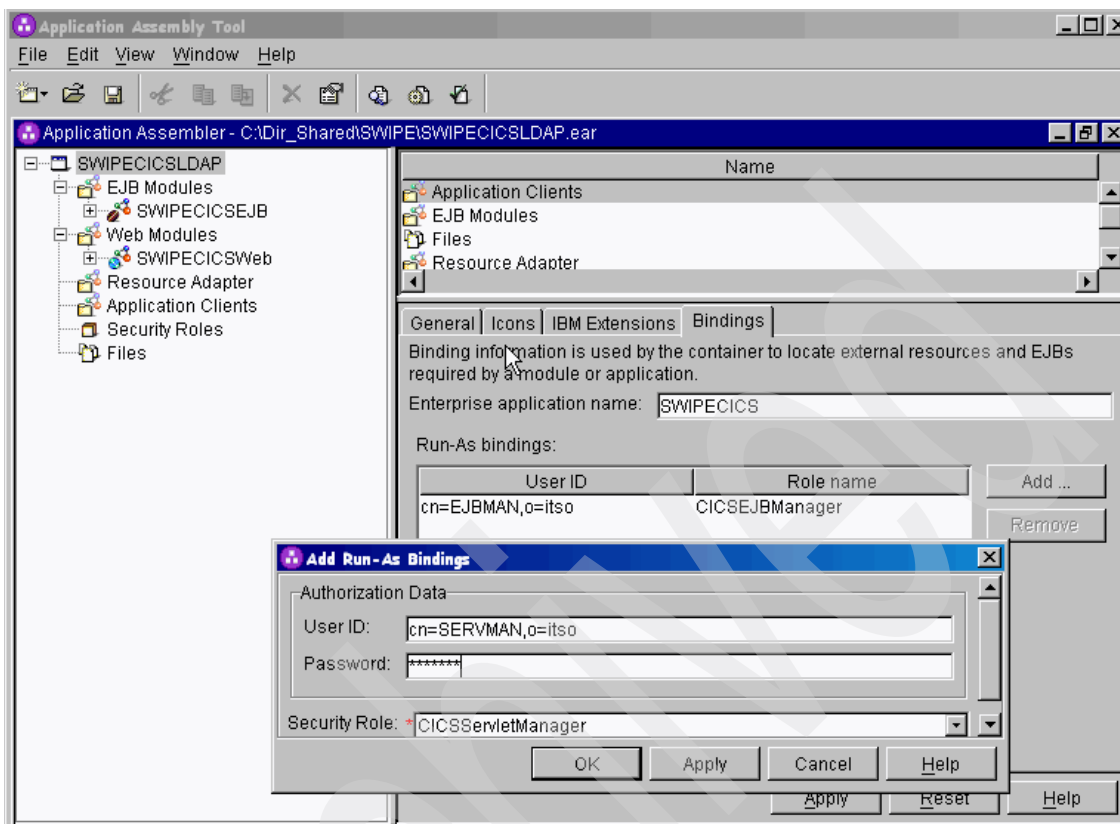 Application Assembly Tool
File Edit View Window Help
Application Assembler - C:\Dir_Shared\SWIPE\SWIPECICSLDAP.ear
SWIPECICSLDAP
EJB Modules
SWIPECICSEJB
Web Modules
SWIPECICSWeb
Resource Adapter
Application Clients
Security Roles
Files
Name
Application Clients
EJB Modules
Files
Resource Adapter
General Icons IBM Extensions Bindings
Binding information is used by the container to locate external resources and EJBs
required by a module or application.
Enterprise application name: SWIPECICS
Run-As bindings:
User ID Role name Add ...
cn=EJBMAN,o=itso CICSEJBManager
Remove
Add Run-As Bindings
Authorization Data
User ID: cn=SERVMAN,o=itso
Password: *******
Security Role: *CICSServletManager
OK Apply Cancel Help
Apply Reset Help